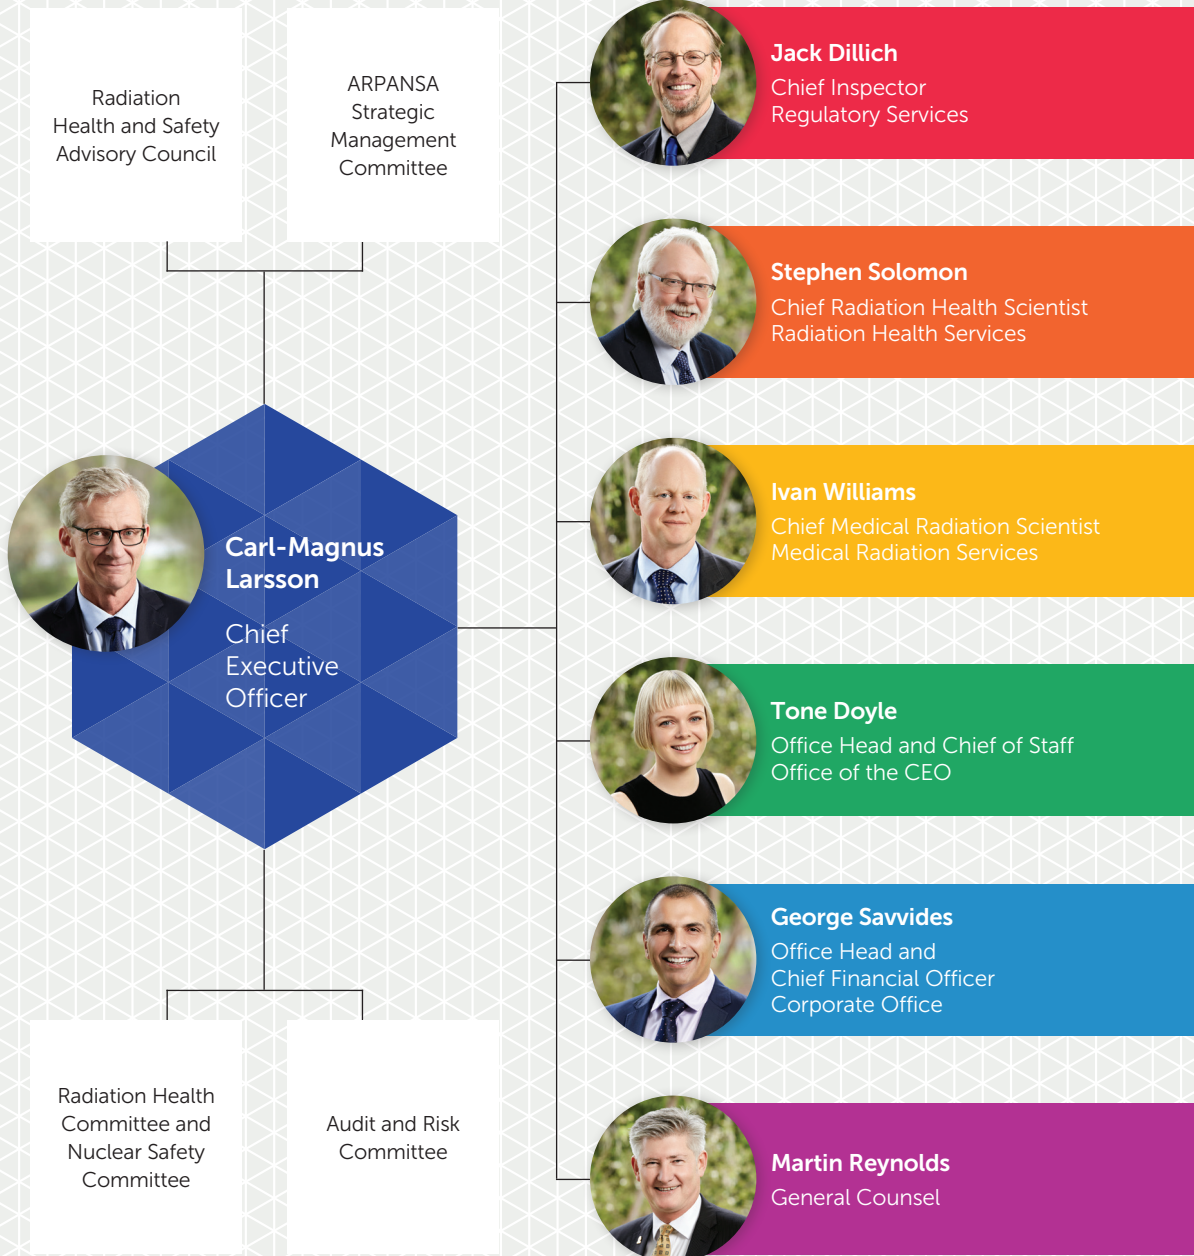 Radiation
Health and Safety
Advisory Council
ARPANSA
Strategic
Management
Committee
Carl-Magnus
Larsson
Chief
Executive
Officer
Radiation Health
Committee and
Nuclear Safety
Committee
Audit and Risk
Committee
Jack Dillich
Chief Inspector
Regulatory Services
Stephen Solomon
Chief Radiation Health Scientist
Radiation Health Services
Ivan Williams
Chief Medical Radiation Scientist
Medical Radiation Services
Tone Doyle
Office Head and Chief of Staff
Office of the CEO
George Savvides
Office Head and
Chief Financial Officer
Corporate Office
Martin Reynolds
General Counsel